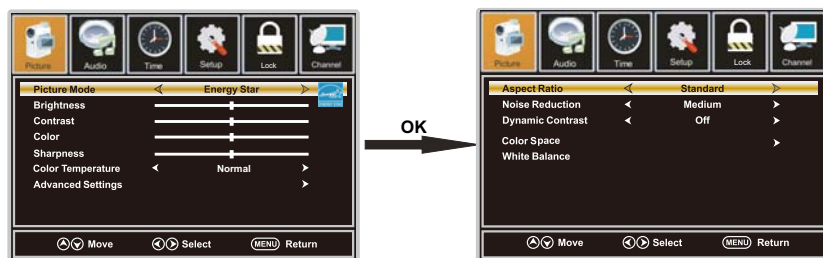 Picture Audio Time Setup Lock Channel
Picture Mode Energy Star
Brightness
Contrast
Color
Sharpness
Color Temperature Normal
Advanced Settings
Move Select MENU Return
OK
Picture Audio Time Setup Lock Channel
Aspect Ratio Standard
Noise Reduction Medium
Dynamic Contrast Off
Color Space
White Balance
Move Select MENU Return